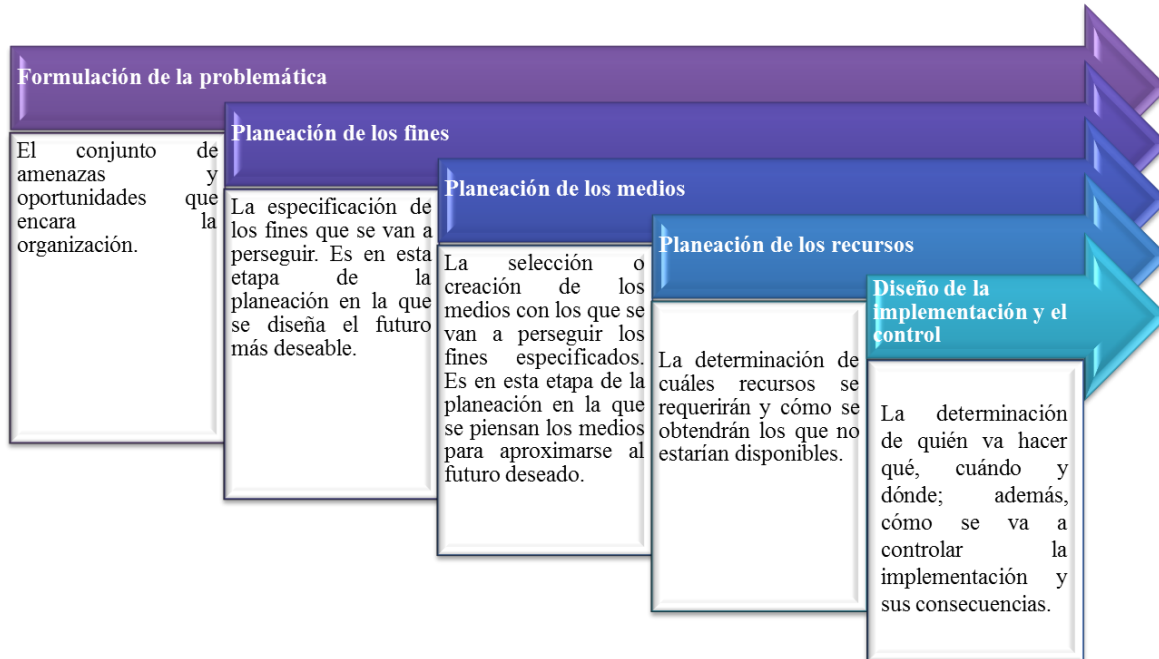 Formulación de la problemática
El conjunto de
amenazas y
oportunidades que
encara la
organización.
Planeación de los fines
La especificación de
los fines que se van a
perseguir. Es en esta
etapa de la
planeación en la que
se diseña el futuro
más deseable.
Planeación de los medios
La selección o
creación de los
medios con los que se
van a perseguir los
fines especificados.
Es en esta etapa de la
planeación en la que
se piensan los medios
para aproximarse al
futuro deseado.
Planeación de los recursos
La determinación de
cuáles recursos se
requerirán y cómo se
obtendrán los que no
estarían disponibles.
Diseño de la
implementación y el
control
La determinación
de quién va hacer
qué, cuándo y
dónde; además,
cómo se va a
controlar la
implementación y
sus consecuencias.